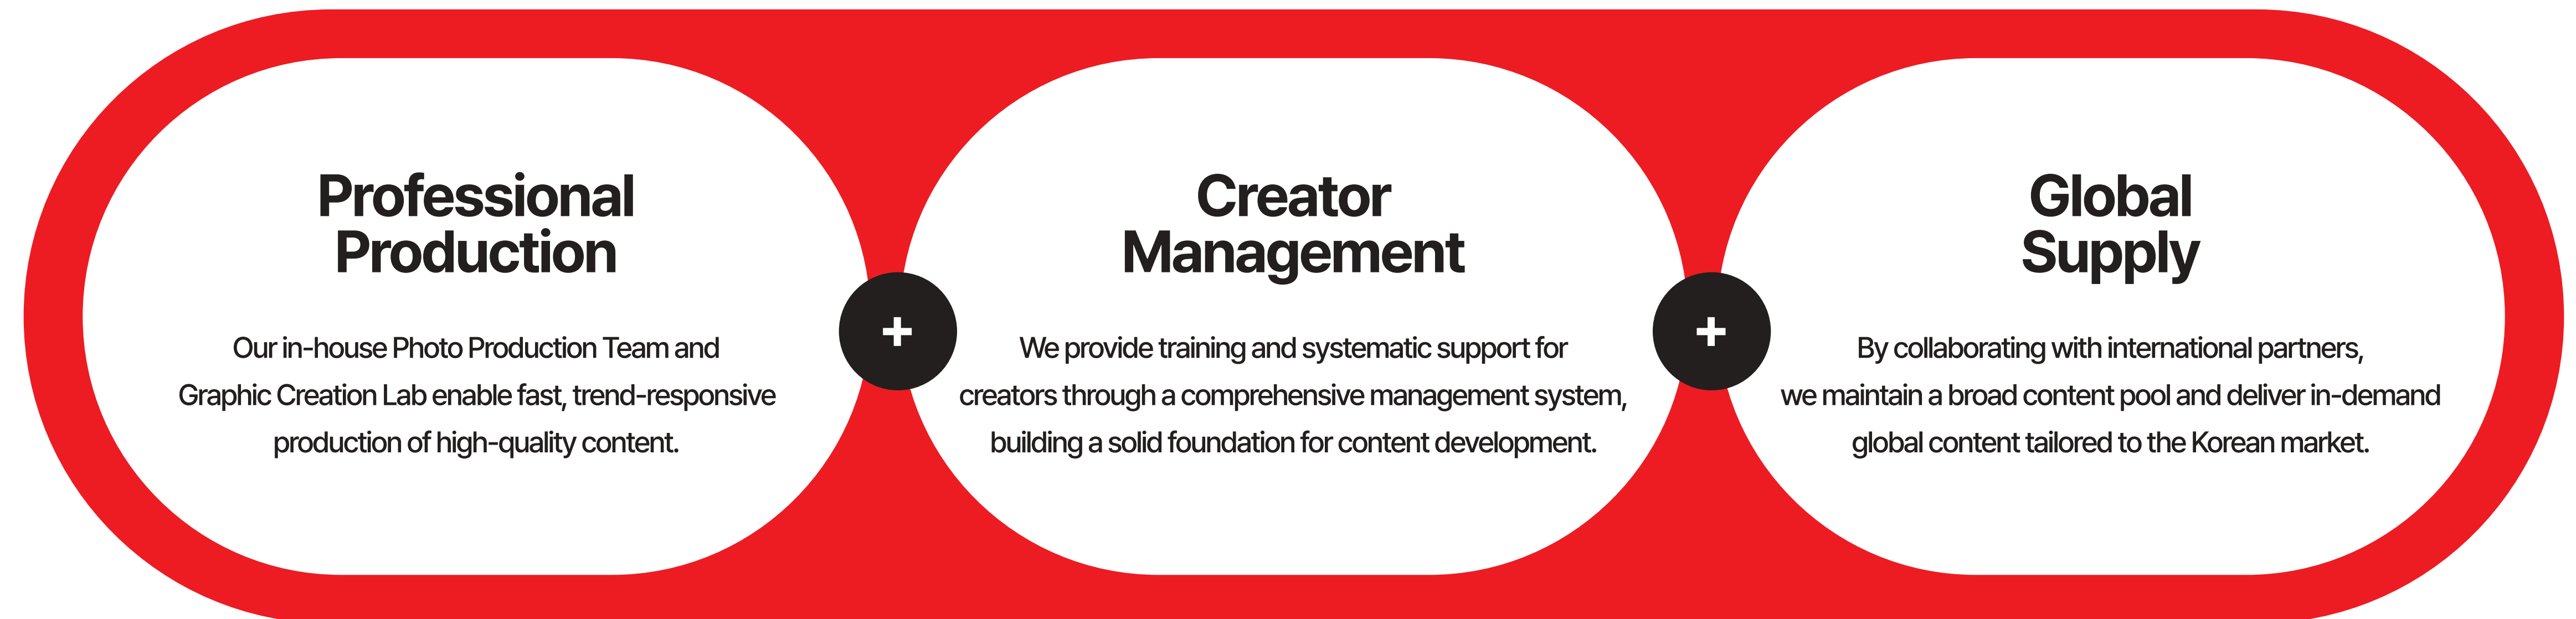 Professional
Production
Our in-house Photo Production Team and
Graphic Creation Lab enable fast, trend-responsive
production of high-quality content.
+
Creator
Management
We provide training and systematic support for
creators through a comprehensive management system,
building a solid foundation for content development.
+
Global
Supply
By collaborating with international partners,
we maintain a broad content pool and deliver in-demand
global content tailored to the Korean market.